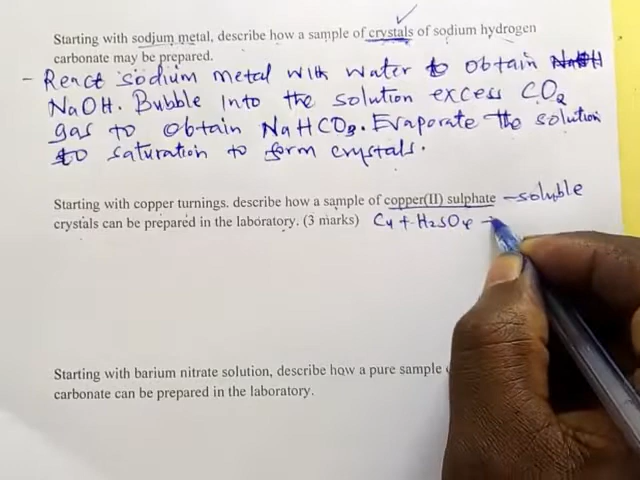 Starting with sodium metal, describe how a sample of crystals of sodium hydrogen
carbonate may be prepared.
- React sodium metal with water to obtain NaOH
NaOH. Bubble into the solution excess CO₂
gas to obtain NaHCO₃. Evaporate the solution
to saturation to form crystals.
Starting with copper turnings. describe how a sample of copper(II) sulphate -soluble
crystals can be prepared in the laboratory. (3 marks) Cu + H₂SO₄ -
Starting with barium nitrate solution, describe how a pure sample
carbonate can be prepared in the laboratory.